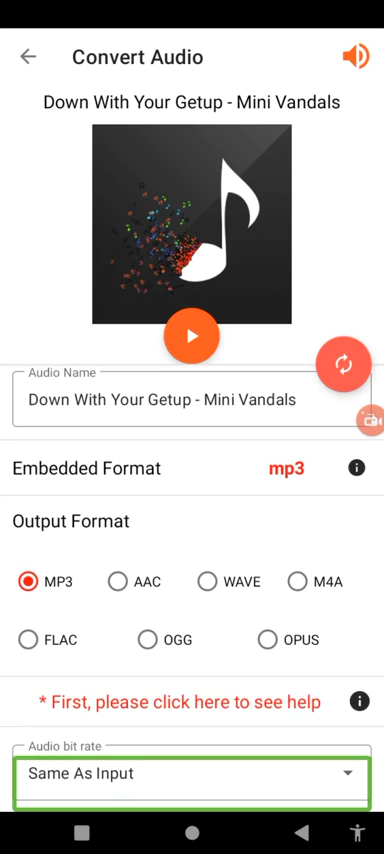 Convert Audio
Down With Your Getup - Mini Vandals
Audio Name
Down With Your Getup - Mini Vandals
Embedded Format mp3
Output Format
MP3 AAC WAVE M4A
FLAC OGG OPUS
* First, please click here to see help
Audio bit rate
Same As Input